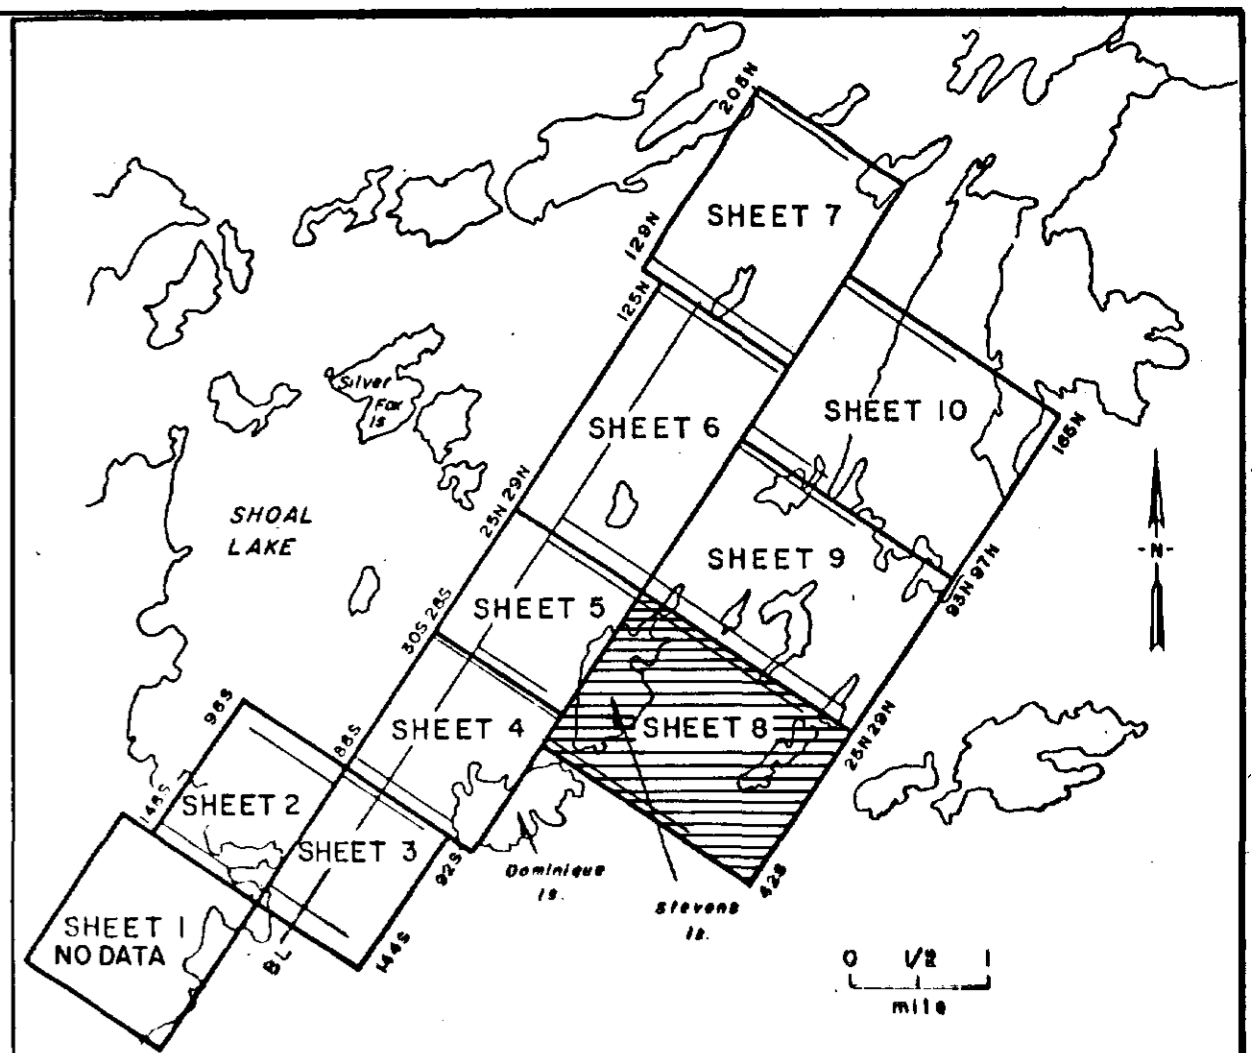 208N
SHEET 7
129N
125N
Silver
Fox
Is
SHEET 6
SHEET 10
165N
SHOAL
LAKE
25N 29N
SHEET 9
-N-
93N 97N
SHEET 5
30S 28S
SHEET 4
SHEET 8
25N 29N
96S
88S
148S
SHEET 2
SHEET 3
92S
Dominique
Is.
42S
Stevens
Is.
SHEET 1
NO DATA
BL
144S
0 1/2 1
mile